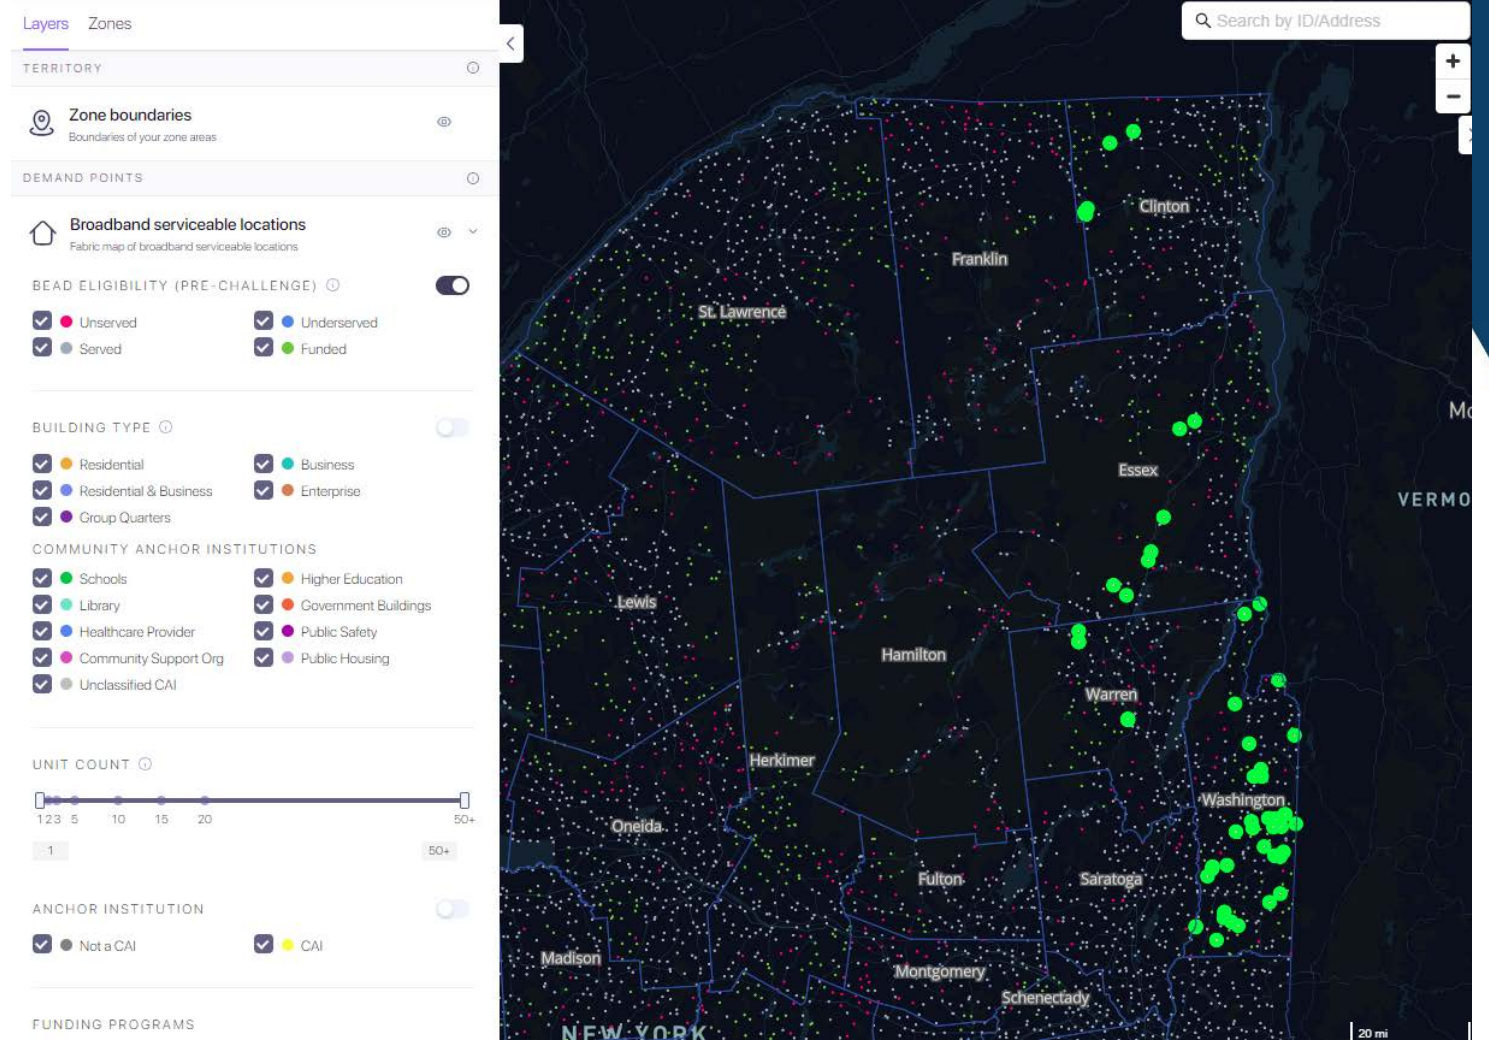 Layers Zones
TERRITORY
Zone boundaries
Boundaries of your zone areas
DEMAND POINTS
Broadband serviceable locations
Fabric map of broadband serviceable locations
BEAD ELIGIBILITY (PRE-CHALLENGE)
Unserved Underserved
Served Funded
BUILDING TYPE
Residential Business
Residential & Business Enterprise
Group Quarters
COMMUNITY ANCHOR INSTITUTIONS
Schools Higher Education
Library Government Buildings
Healthcare Provider Public Safety
Community Support Org Public Housing
Unclassified CAI
UNIT COUNT
1 2 3 5 10 15 20 50+
1 50+
ANCHOR INSTITUTION
Not a CAI CAI
FUNDING PROGRAMS
Search by ID/Address
+
−
Clinton
Franklin
St. Lawrence
Mo
Essex
VERMO
Lewis
Hamilton
Warren
Herkimer
Washington
Oneida
Fulton
Saratoga
Madison
Montgomery
Schenectady
NEW YORK
20 mi